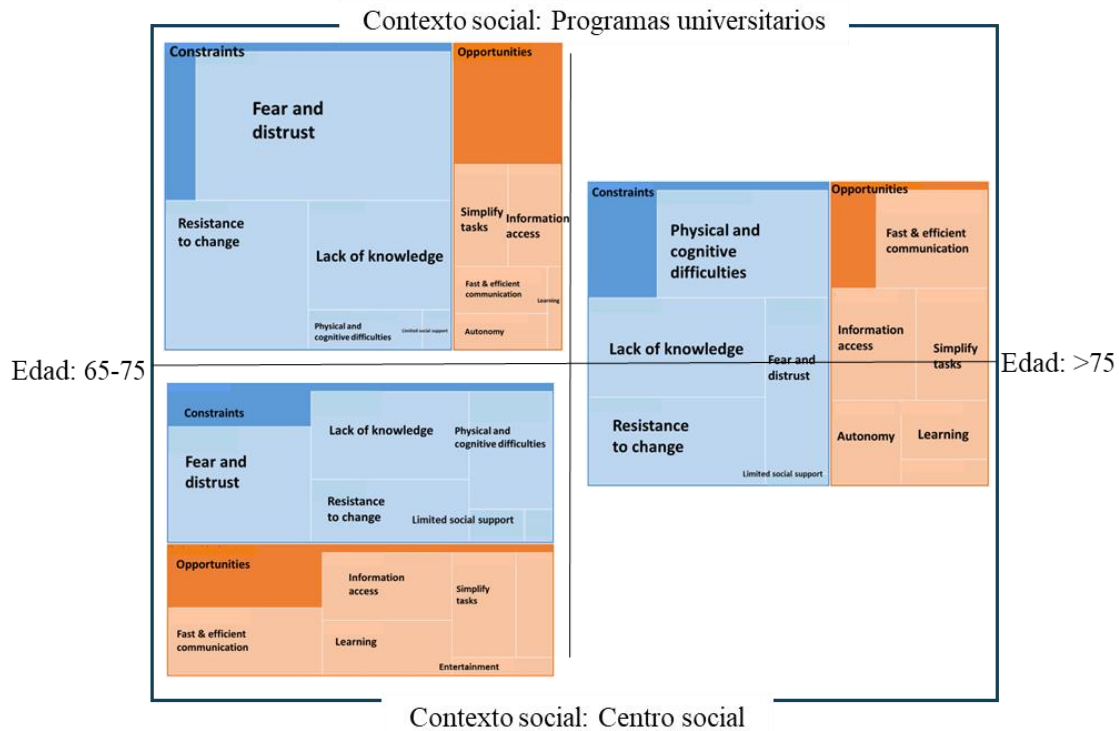 Contexto social: Programas universitarios
Constraints
Fear and
distrust
Resistance
to change
Lack of knowledge
Physical and
cognitive difficulties
Limited social support
Opportunities
Simplify
tasks
Information
access
Fast & efficient
communication
Learning
Autonomy
Constraints
Physical and
cognitive
difficulties
Lack of knowledge
Fear and
distrust
Resistance
to change
Limited social support
Opportunities
Fast & efficient
communication
Information
access
Simplify
tasks
Autonomy
Learning
Edad: 65-75
Edad: >75
Constraints
Fear and
distrust
Lack of knowledge
Physical and
cognitive difficulties
Resistance
to change
Limited social support
Opportunities
Fast & efficient
communication
Information
access
Simplify
tasks
Learning
Entertainment
Contexto social: Centro social